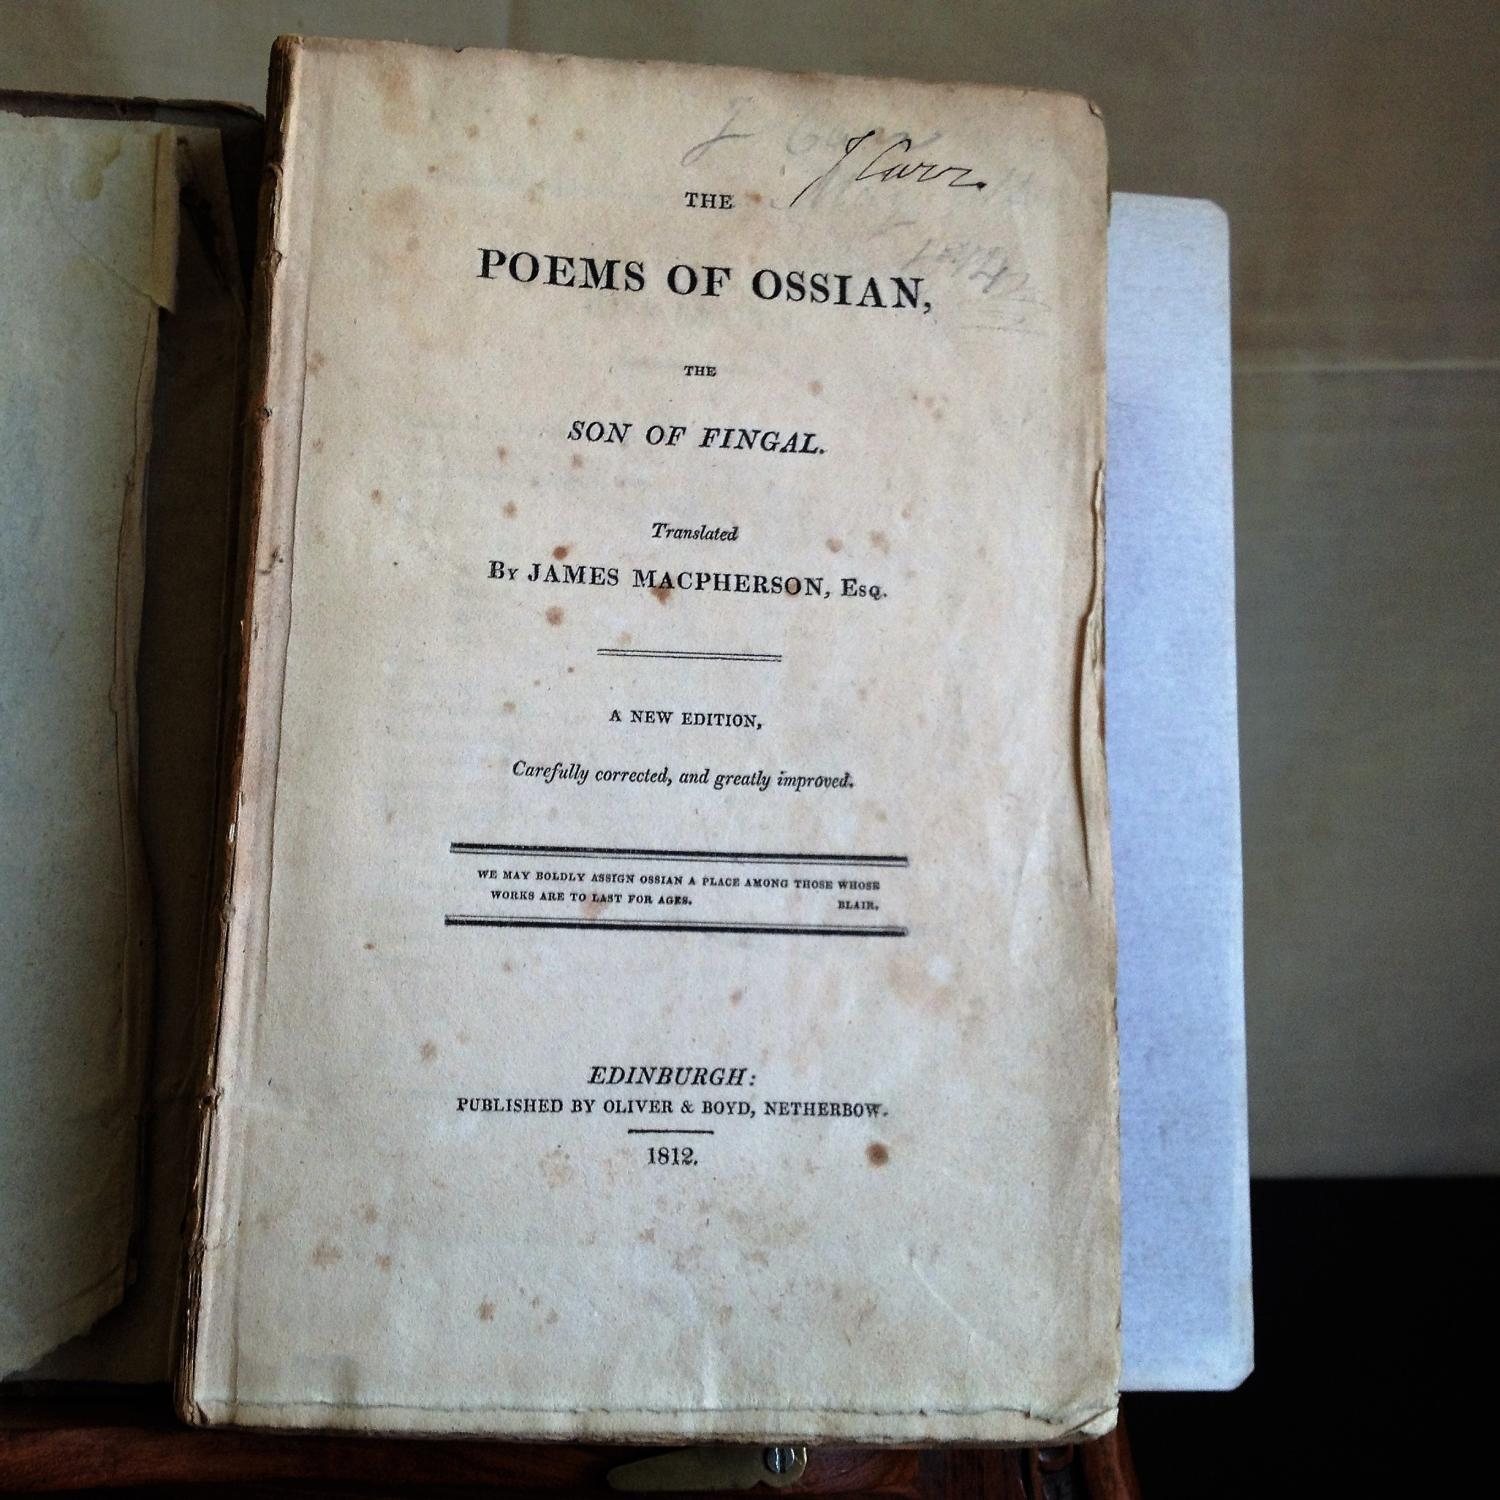 J Carr.
THE
POEMS OF OSSIAN,
THE
SON OF FINGAL.
Translated
By JAMES MACPHERSON, Esq.
A NEW EDITION,
Carefully corrected, and greatly improved.
WE MAY BOLDLY ASSIGN OSSIAN A PLACE AMONG THOSE WHOSE
WORKS ARE TO LAST FOR AGES. BLAIR.
EDINBURGH:
PUBLISHED BY OLIVER & BOYD, NETHERBOW.
1812.